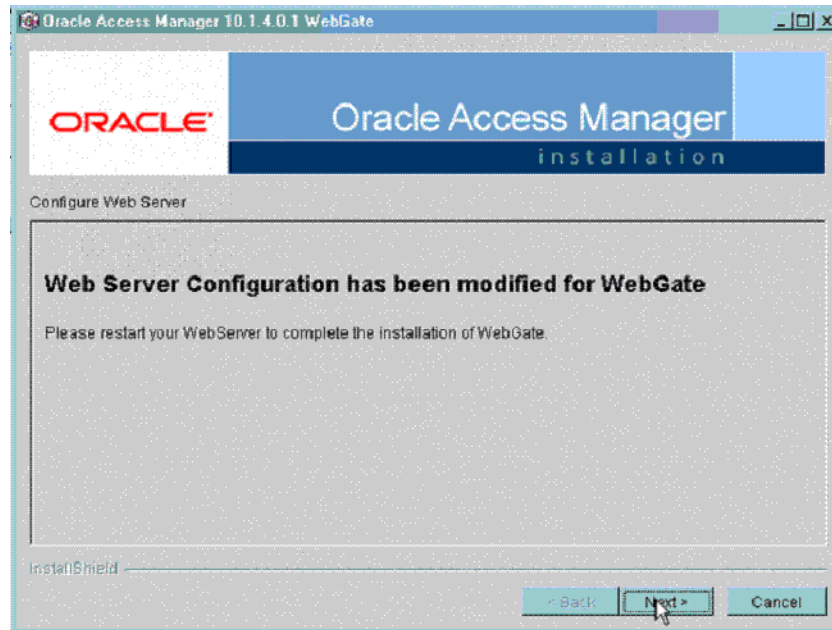 Oracle Access Manager 10.1.4.0.1 WebGate
ORACLE
Oracle Access Manager
installation
Configure Web Server
Web Server Configuration has been modified for WebGate
Please restart your WebServer to complete the installation of WebGate.
InstallShield
< Back Next > Cancel